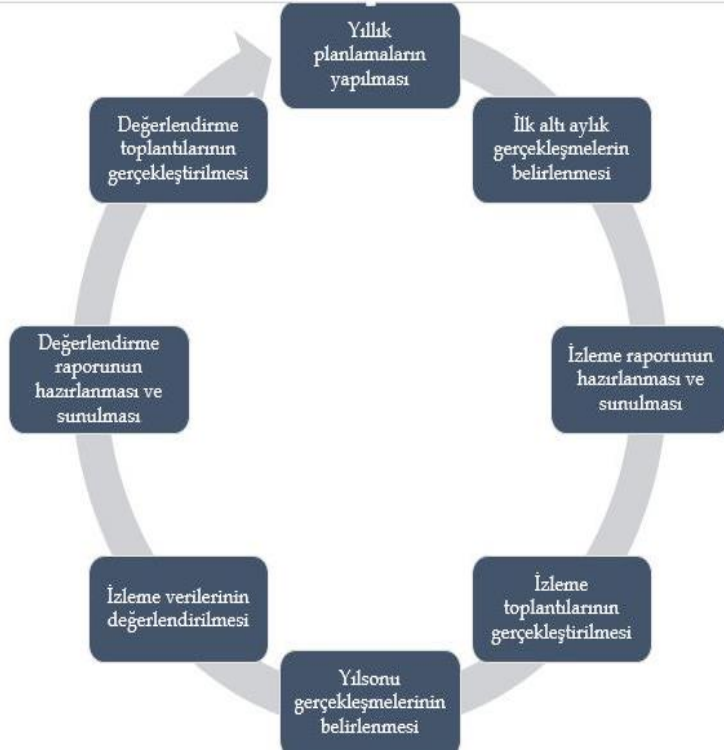 Yıllık
planlamaların
yapılması
İlk altı aylık
gerçekleşmelerin
belirlenmesi
İzleme raporunun
hazırlanması ve
sunulması
İzleme
toplantılarının
gerçekleştirilmesi
Yılsonu
gerçekleşmelerinin
belirlenmesi
İzleme verilerinin
değerlendirilmesi
Değerlendirme
raporunun
hazırlanması ve
sunulması
Değerlendirme
toplantılarının
gerçekleştirilmesi